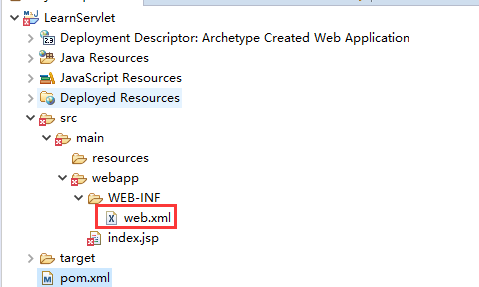 LearnServlet
Deployment Descriptor: Archetype Created Web Application
Java Resources
JavaScript Resources
Deployed Resources
src
main
resources
webapp
WEB-INF
web.xml
index.jsp
target
pom.xml